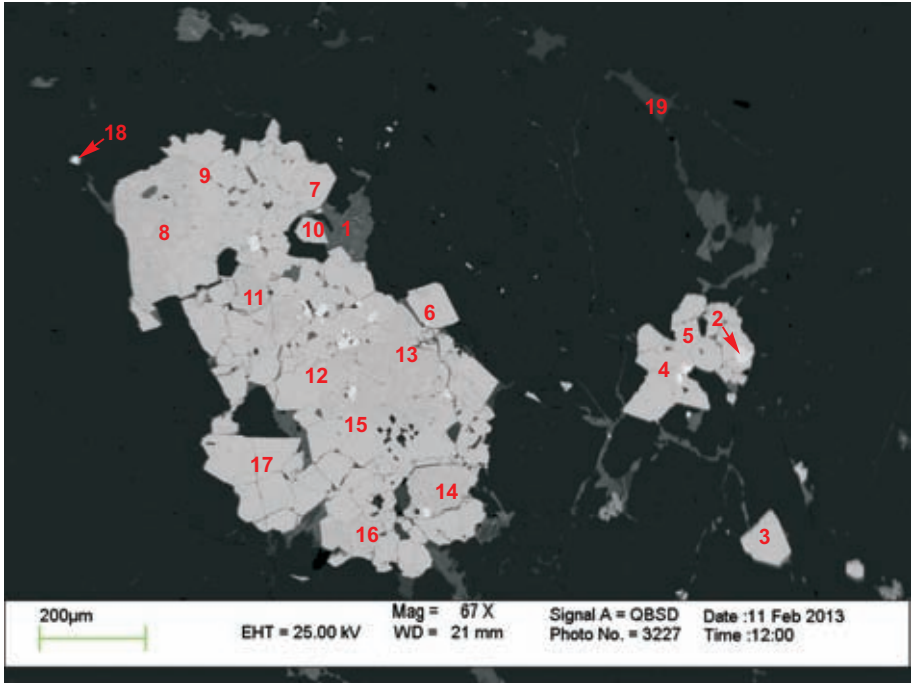 19
18
9
7
8
10 1
11
6
2
5
13
12
4
15
17
14
16
3
200µm
EHT = 25.00 kV
Mag = 67 X
WD = 21 mm
Signal A = QBSD
Photo No. = 3227
Date :11 Feb 2013
Time :12:00